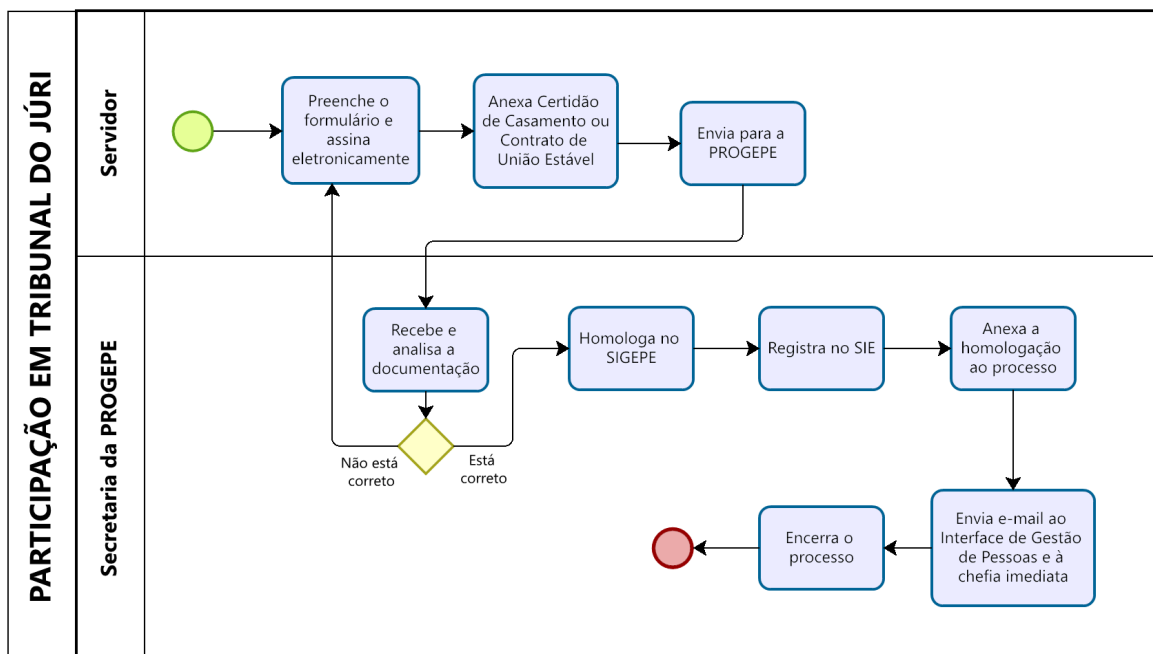 PARTICIPAÇÃO EM TRIBUNAL DO JÚRI
Servidor
Preenche o
formulário e
assina
eletronicamente
Anexa Certidão
de Casamento ou
Contrato de
União Estável
Envia para a
PROGEPE
Secretaria da PROGEPE
Recebe e
analisa a
documentação
Não está
correto
Está
correto
Homologa no
SIGEPE
Registra no SIE
Anexa a
homologação
ao processo
Envia e-mail ao
Interface de Gestão
de Pessoas e à
chefia imediata
Encerra o
processo